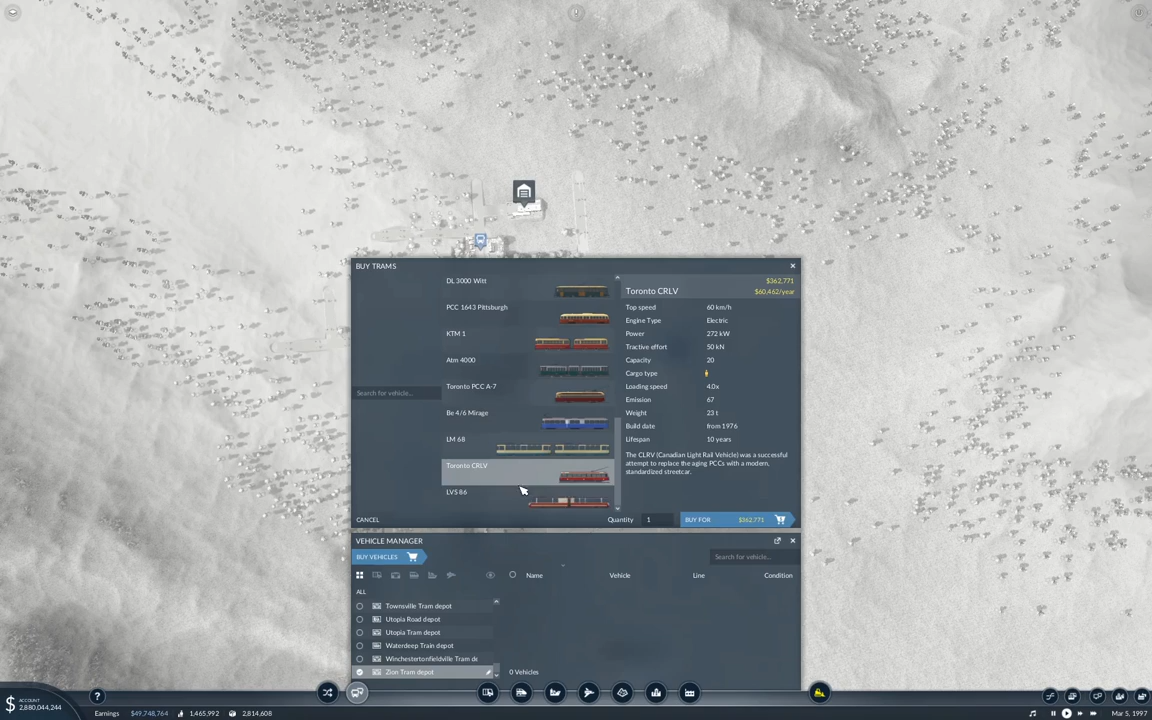 BUY TRAMS
DL 3000 Witt
PCC 1643 Pittsburgh
KTM 1
Atm 4000
Toronto PCC A-7
Be 4/6 Mirage
LM 68
Toronto CRLV
LVS 86
Search for vehicle...
$362,771
Toronto CRLV
$60,462/year
Top speed 60 km/h
Engine Type Electric
Power 272 kW
Tractive effort 50 kN
Capacity 20
Cargo type
Loading speed 4.0x
Emission 67
Weight 23 t
Build date from 1976
Lifespan 10 years
The CLRV (Canadian Light Rail Vehicle) was a successful
attempt to replace the aging PCCs with a modern,
standardized streetcar.
CANCEL
Quantity 1
BUY FOR $362,771
VEHICLE MANAGER
BUY VEHICLES
Search for vehicle...
Name Vehicle Line Condition
ALL
Townsville Tram depot
Utopia Road depot
Utopia Tram depot
Waterdeep Train depot
Winchestertonfieldville Tram de
Zion Tram depot
0 Vehicles
$ ACCOUNT
2,880,044,244
?
Earnings $49,748,764 1,465,992 2,814,608
Mar 5, 1997